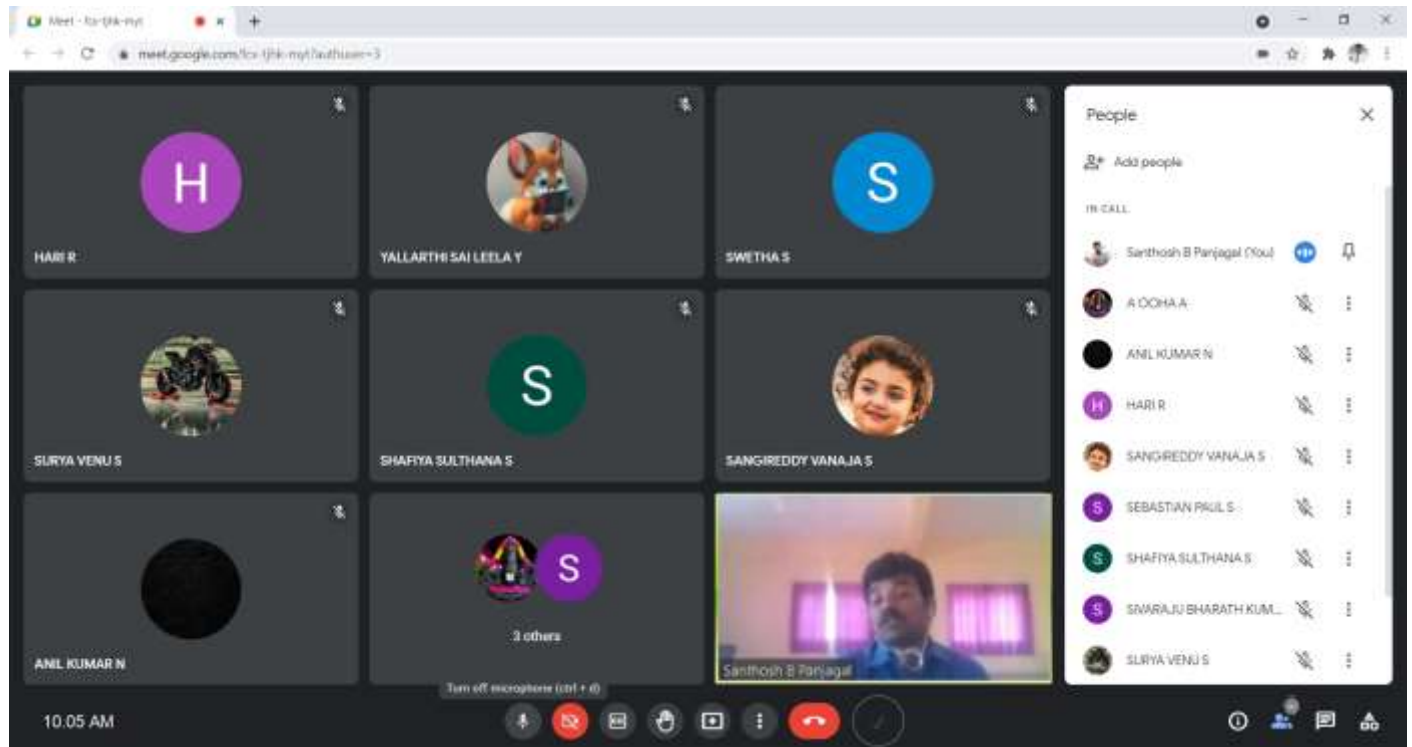 meet.google.com/
H
HARI R
YALLARTHI SAI LEELA Y
S
SWETHA S
SURYA VENU S
S
SHAFIYA SULTHANA S
SANGIREDDY VANAJA S
ANIL KUMAR N
S
3 others
Santhosh B Panjagal
Turn off microphone (ctrl + d)
10.05 AM
People
Add people
IN CALL
Santhosh B Panjagal (You)
A OOHA A
ANIL KUMAR N
H HARI R
SANGIREDDY VANAJA S
S SEBASTIAN PAUL S
S SHAFIYA SULTHANA S
S SIVARAJU BHARATH KUM...
SURYA VENU S